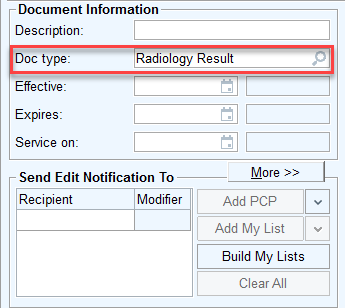 Document Information
Description:
Doc type: Radiology Result
Effective:
Expires:
Service on:
More >>
Send Edit Notification To
Recipient Modifier Add PCP
Add My List
Build My Lists
Clear All